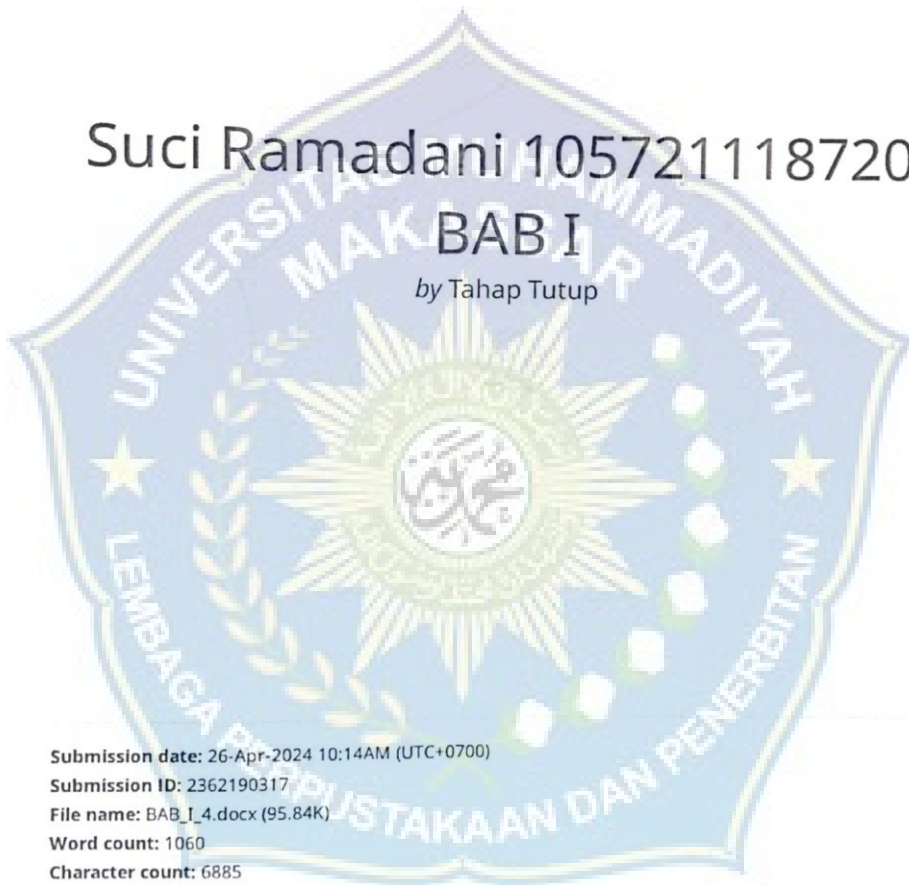 Suci Ramadani 105721118720
BAB I
by Tahap Tutup
UNIVERSITAS MUHAMMADIYAH
MAKASSAR
LEMBAGA PERPUSTAKAAN DAN PENERBITAN
Submission date: 26-Apr-2024 10:14AM (UTC+0700)
Submission ID: 2362190317
File name: BAB_I_4.docx (95.84K)
Word count: 1060
Character count: 6885